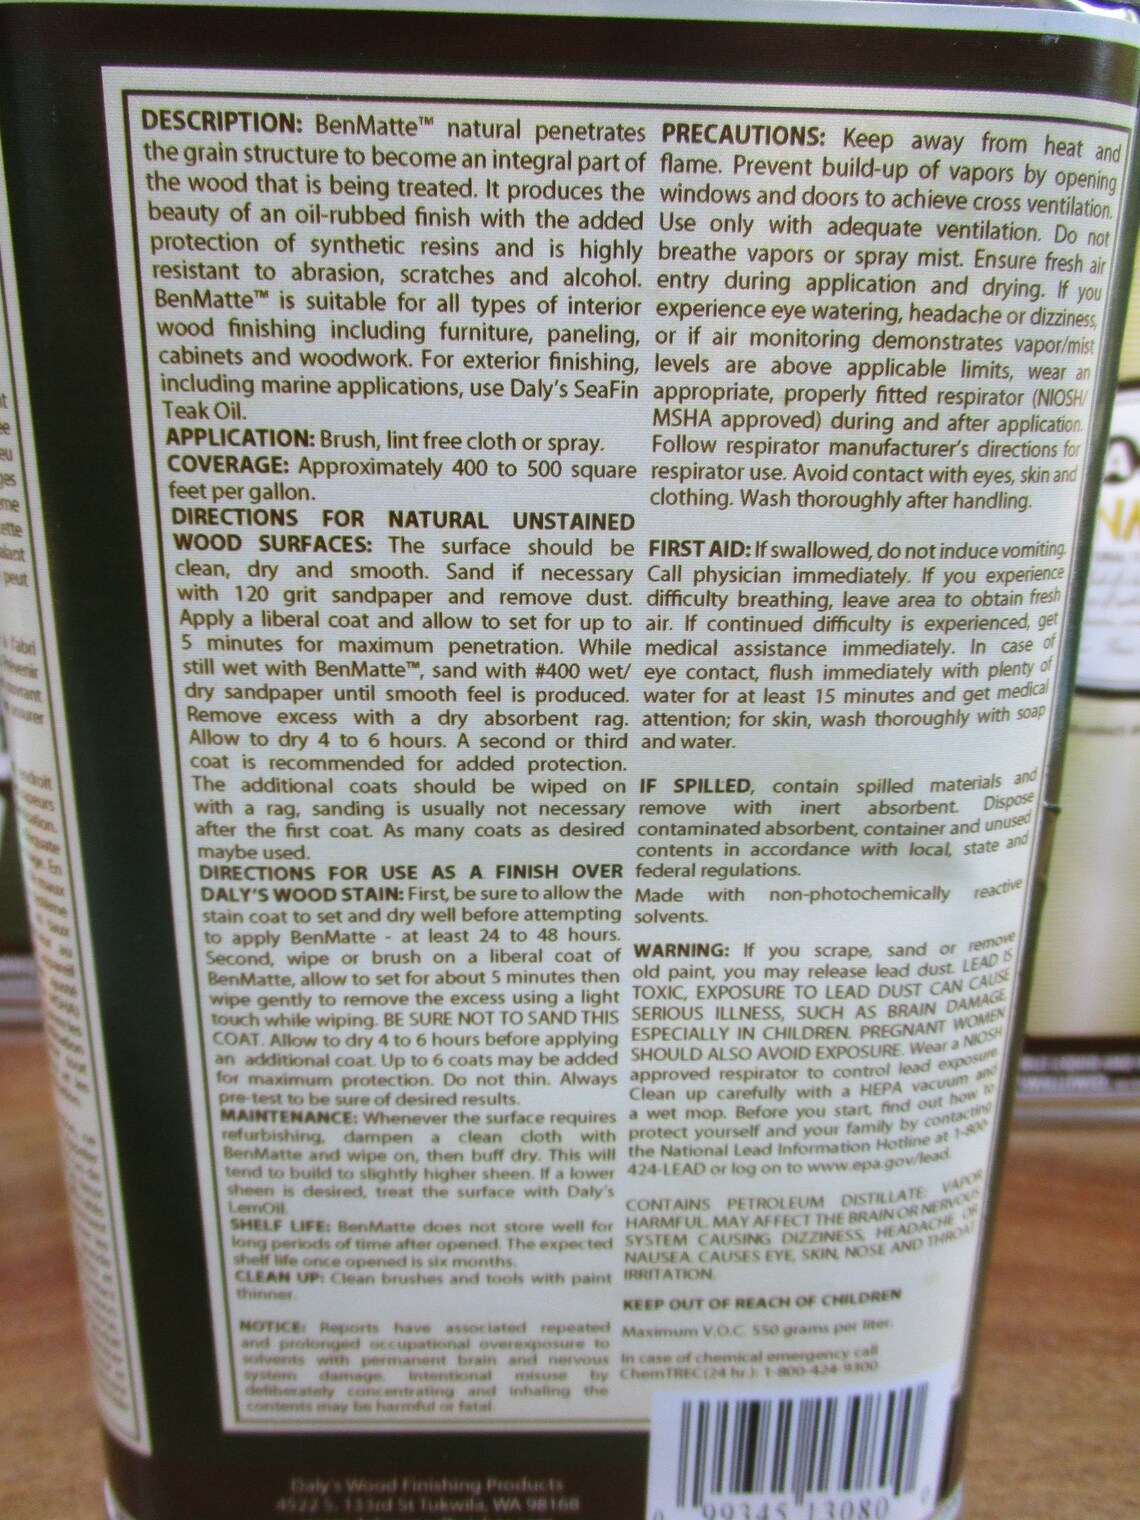 DESCRIPTION: BenMatte™ natural penetrates
the grain structure to become an integral part of
the wood that is being treated. It produces the
beauty of an oil-rubbed finish with the added
protection of synthetic resins and is highly
resistant to abrasion, scratches and alcohol.
BenMatte™ is suitable for all types of interior
wood finishing including furniture, paneling,
cabinets and woodwork. For exterior finishing,
including marine applications, use Daly's SeaFin
Teak Oil.
APPLICATION: Brush, lint free cloth or spray.
COVERAGE: Approximately 400 to 500 square
feet per gallon.
DIRECTIONS FOR NATURAL UNSTAINED
WOOD SURFACES: The surface should be
clean, dry and smooth. Sand if necessary
with 120 grit sandpaper and remove dust.
Apply a liberal coat and allow to set for up to
5 minutes for maximum penetration. While
still wet with BenMatte™, sand with #400 wet/
dry sandpaper until smooth feel is produced.
Remove excess with a dry absorbent rag.
Allow to dry 4 to 6 hours. A second or third
coat is recommended for added protection.
The additional coats should be wiped on
with a rag, sanding is usually not necessary
after the first coat. As many coats as desired
maybe used.
DIRECTIONS FOR USE AS A FINISH OVER
DALY'S WOOD STAIN: First, be sure to allow the
stain coat to set and dry well before attempting
to apply BenMatte - at least 24 to 48 hours.
Second, wipe or brush on a liberal coat of
BenMatte, allow to set for about 5 minutes then
wipe gently to remove the excess using a light
touch while wiping. BE SURE NOT TO SAND THIS
COAT. Allow to dry 4 to 6 hours before applying
an additional coat. Up to 6 coats may be added
for maximum protection. Do not thin. Always
pre-test to be sure of desired results.
MAINTENANCE: Whenever the surface requires
refurbishing, dampen a clean cloth with
BenMatte and wipe on, then buff dry. This will
tend to build to slightly higher sheen. If a lower
sheen is desired, treat the surface with Daly's
LemOil.
SHELF LIFE: BenMatte does not store well for
long periods of time after opened. The expected
shelf life once opened is six months.
CLEAN UP: Clean brushes and tools with paint
thinner.
NOTICE: Reports have associated repeated
and prolonged occupational overexposure to
solvents with permanent brain and nervous
system damage. Intentional misuse by
deliberately concentrating and inhaling the
contents may be harmful or fatal.
PRECAUTIONS: Keep away from heat and
flame. Prevent build-up of vapors by opening
windows and doors to achieve cross ventilation.
Use only with adequate ventilation. Do not
breathe vapors or spray mist. Ensure fresh air
entry during application and drying. If you
experience eye watering, headache or dizziness,
or if air monitoring demonstrates vapor/mist
levels are above applicable limits, wear an
appropriate, properly fitted respirator (NIOSH/
MSHA approved) during and after application.
Follow respirator manufacturer's directions for
respirator use. Avoid contact with eyes, skin and
clothing. Wash thoroughly after handling.
FIRST AID: If swallowed, do not induce vomiting.
Call physician immediately. If you experience
difficulty breathing, leave area to obtain fresh
air. If continued difficulty is experienced, get
medical assistance immediately. In case of
eye contact, flush immediately with plenty of
water for at least 15 minutes and get medical
attention; for skin, wash thoroughly with soap
and water.
IF SPILLED, contain spilled materials and
remove with inert absorbent. Dispose
contaminated absorbent, container and unused
contents in accordance with local, state and
federal regulations.
Made with non-photochemically reactive
solvents.
WARNING: If you scrape, sand or remove
old paint, you may release lead dust. LEAD IS
TOXIC, EXPOSURE TO LEAD DUST CAN CAUSE
SERIOUS ILLNESS, SUCH AS BRAIN DAMAGE
ESPECIALLY IN CHILDREN. PREGNANT WOMEN
SHOULD ALSO AVOID EXPOSURE. Wear a NIOSH
approved respirator to control lead exposure.
Clean up carefully with a HEPA vacuum and
a wet mop. Before you start, find out how to
protect yourself and your family by contacting
the National Lead Information Hotline at 1-800-
424-LEAD or log on to www.epa.gov/lead.
CONTAINS PETROLEUM DISTILLATE: VAPOR
HARMFUL. MAY AFFECT THE BRAIN OR NERVOUS
SYSTEM CAUSING DIZZINESS, HEADACHE OR
NAUSEA. CAUSES EYE, SKIN, NOSE AND THROAT
IRRITATION.
KEEP OUT OF REACH OF CHILDREN
Maximum V.O.C. 550 grams per liter.
In case of chemical emergency call
ChemTREC (24 hr.): 1-800-424-9300
Daly's Wood Finishing Products
4522 S. 133rd St Tukwila, WA 98168
0 99345 13080 0